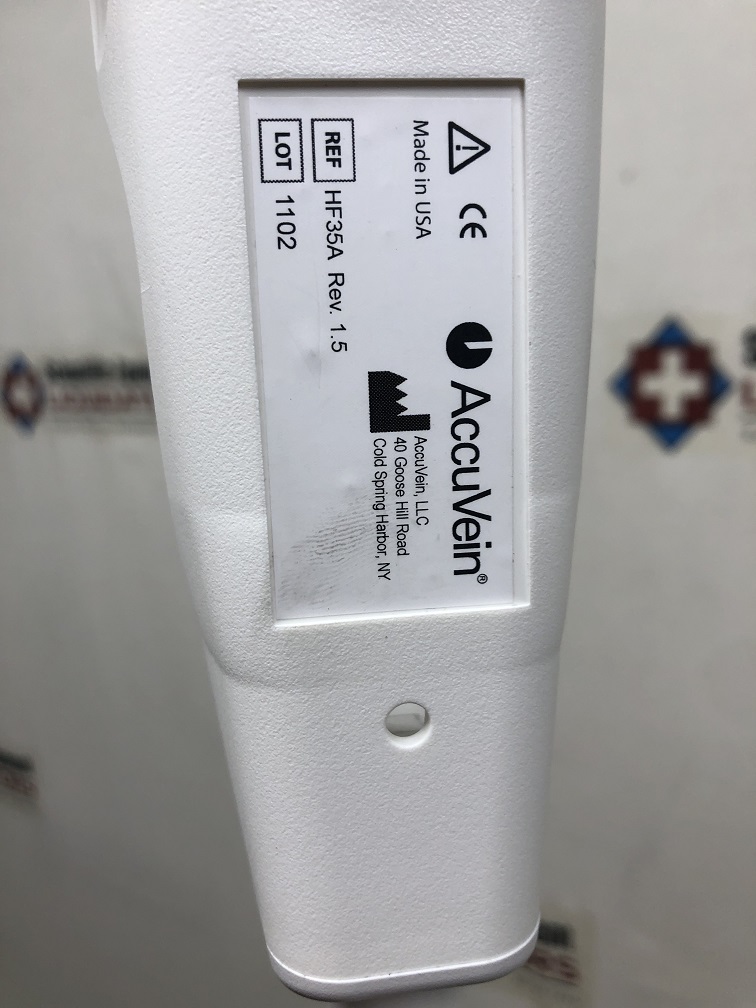 CE
Made in USA
AccuVein®
AccuVein, LLC
40 Goose Hill Road
Cold Spring Harbor, NY
REF HF35A Rev. 1.5
LOT 1102